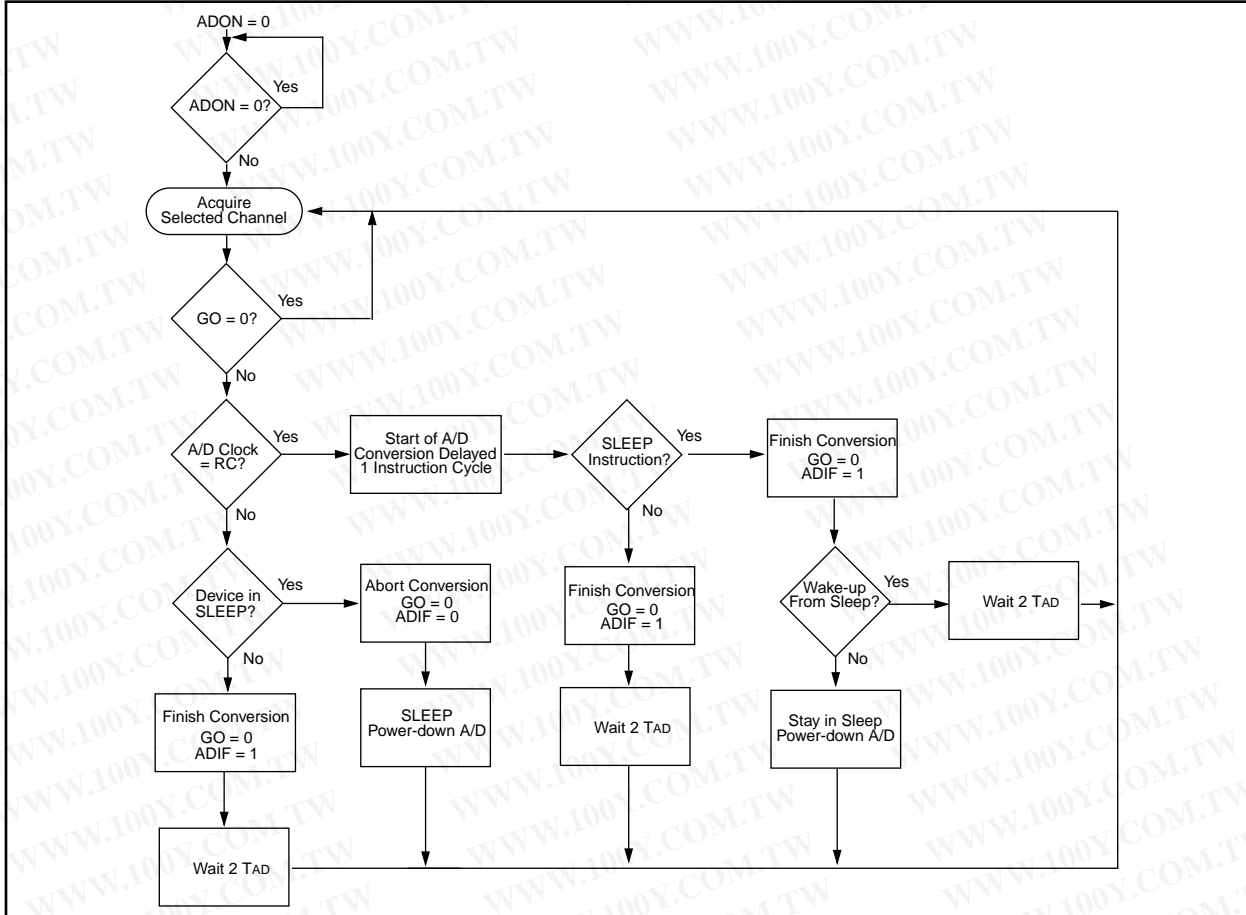 ADON = 0
Yes
ADON = 0?
No
Acquire
Selected Channel
Yes
GO = 0?
No
Yes
A/D Clock
= RC?
No
Start of A/D
Conversion Delayed
1 Instruction Cycle
SLEEP
Instruction?
Yes
No
Finish Conversion
GO = 0
ADIF = 1
Device in
SLEEP?
Yes
No
Abort Conversion
GO = 0
ADIF = 0
Finish Conversion
GO = 0
ADIF = 1
Wake-up
From Sleep?
Yes
No
Wait 2 TAD
Finish Conversion
GO = 0
ADIF = 1
SLEEP
Power-down A/D
Wait 2 TAD
Stay in Sleep
Power-down A/D
Wait 2 TAD
WWW.100Y.COM.TW